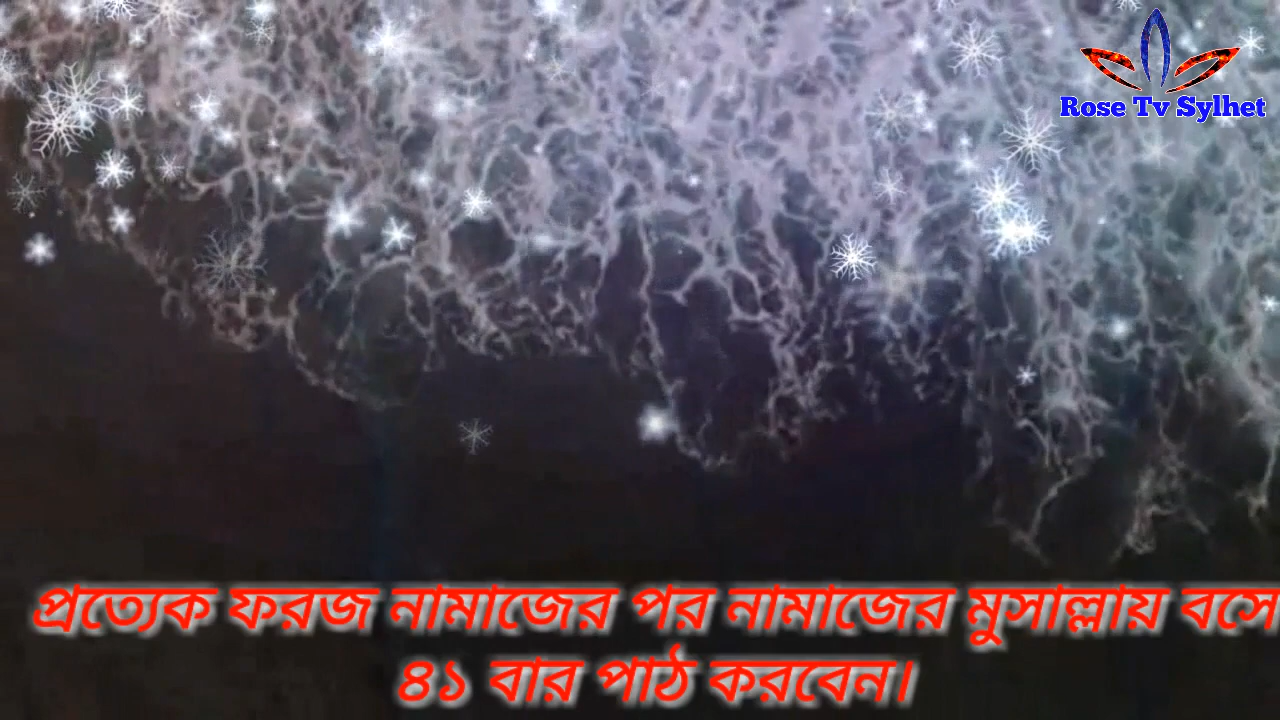 Rose Tv Sylhet
প্রত্যেক ফরজ নামাজের পর নামাজের মুসাল্লায় বসে
৪১ বার পাঠ করবেন।